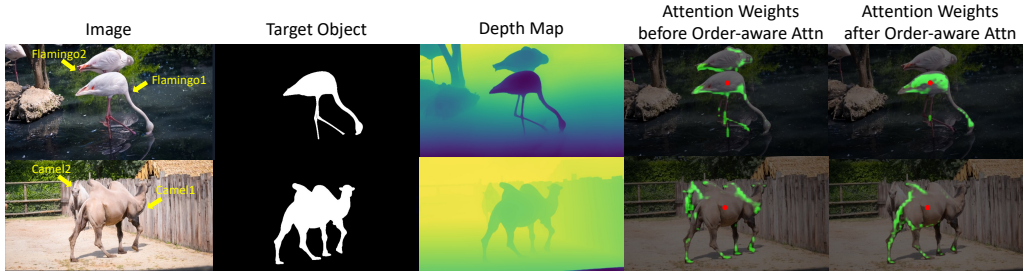 Image
Target Object
Depth Map
Attention Weights
before Order-aware Attn
Attention Weights
after Order-aware Attn
Flamingo2
Flamingo1
Camel2
Camel1